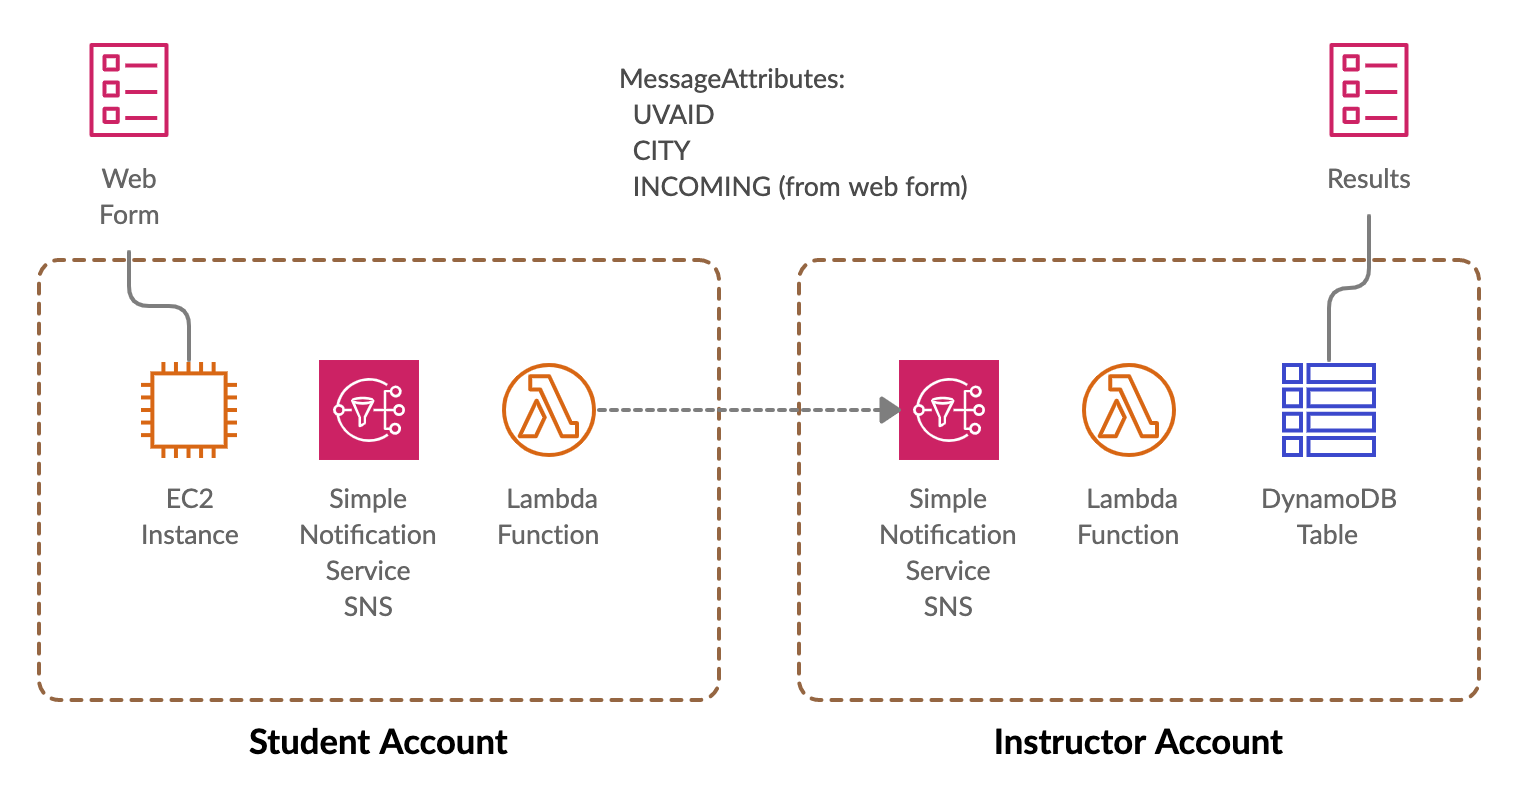 MessageAttributes:
UVAID
CITY
INCOMING (from web form)
Web
Form
Results
EC2
Instance
Simple
Notification
Service
SNS
Lambda
Function
Simple
Notification
Service
SNS
Lambda
Function
DynamoDB
Table
Student Account
Instructor Account